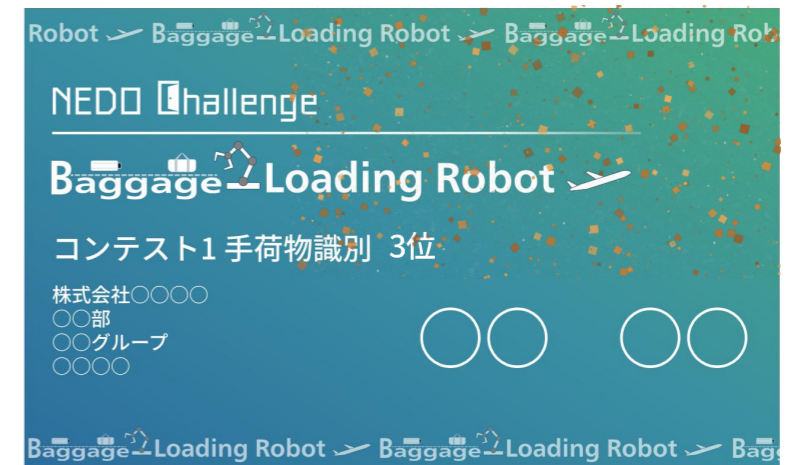 Robot Baggage Loading Robot Baggage Loading Rob
NEDO Challenge
Baggage Loading Robot
コンテスト1 手荷物識別 3位
株式会社○○○○
○○部
○○グループ
○○○○
○○ ○○
Baggage Loading Robot Baggage Loading Robot Bag